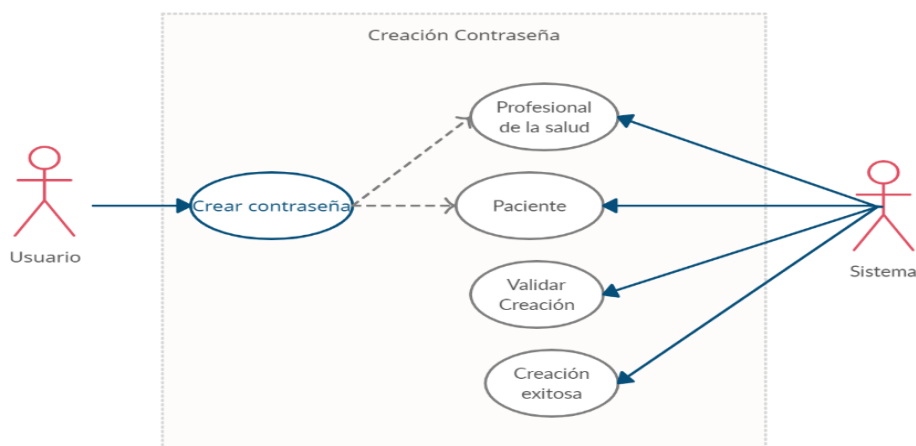 Creación Contraseña
Profesional
de la salud
Crear contraseña
Paciente
Usuario
Sistema
Validar
Creación
Creación
exitosa